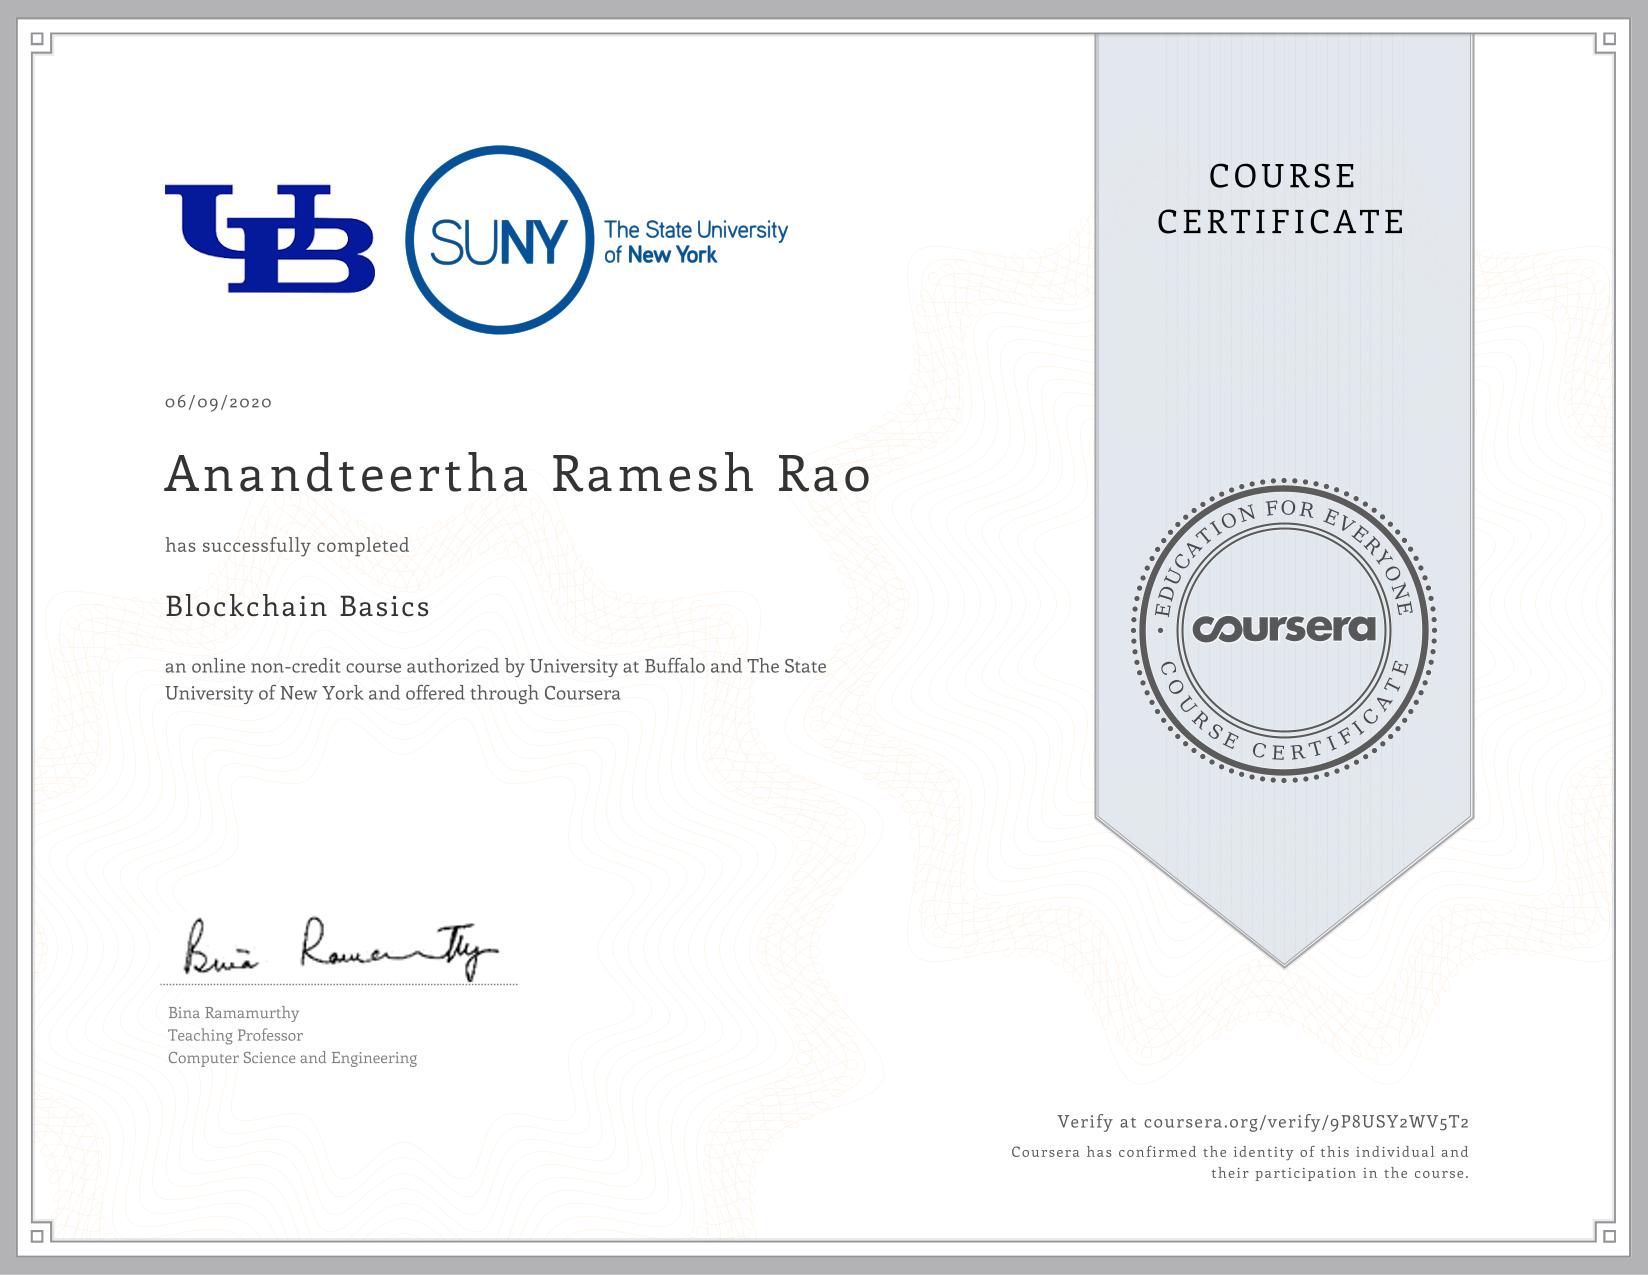 UB
SUNY
The State University
of New York
COURSE
CERTIFICATE
06/09/2020
Anandteertha Ramesh Rao
has successfully completed
Blockchain Basics
an online non-credit course authorized by University at Buffalo and The State
University of New York and offered through Coursera
EDUCATION FOR EVERYONE
coursera
COURSE CERTIFICATE
Bina Ramamurthy
Bina Ramamurthy
Teaching Professor
Computer Science and Engineering
Verify at coursera.org/verify/9P8USY2WV5T2
Coursera has confirmed the identity of this individual and
their participation in the course.